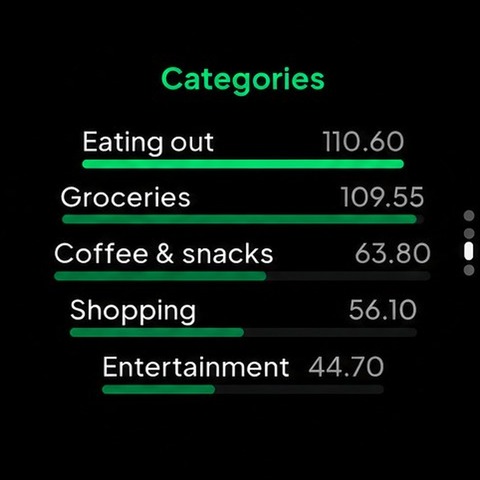 Categories
Eating out 110.60
Groceries 109.55
Coffee & snacks 63.80
Shopping 56.10
Entertainment 44.70